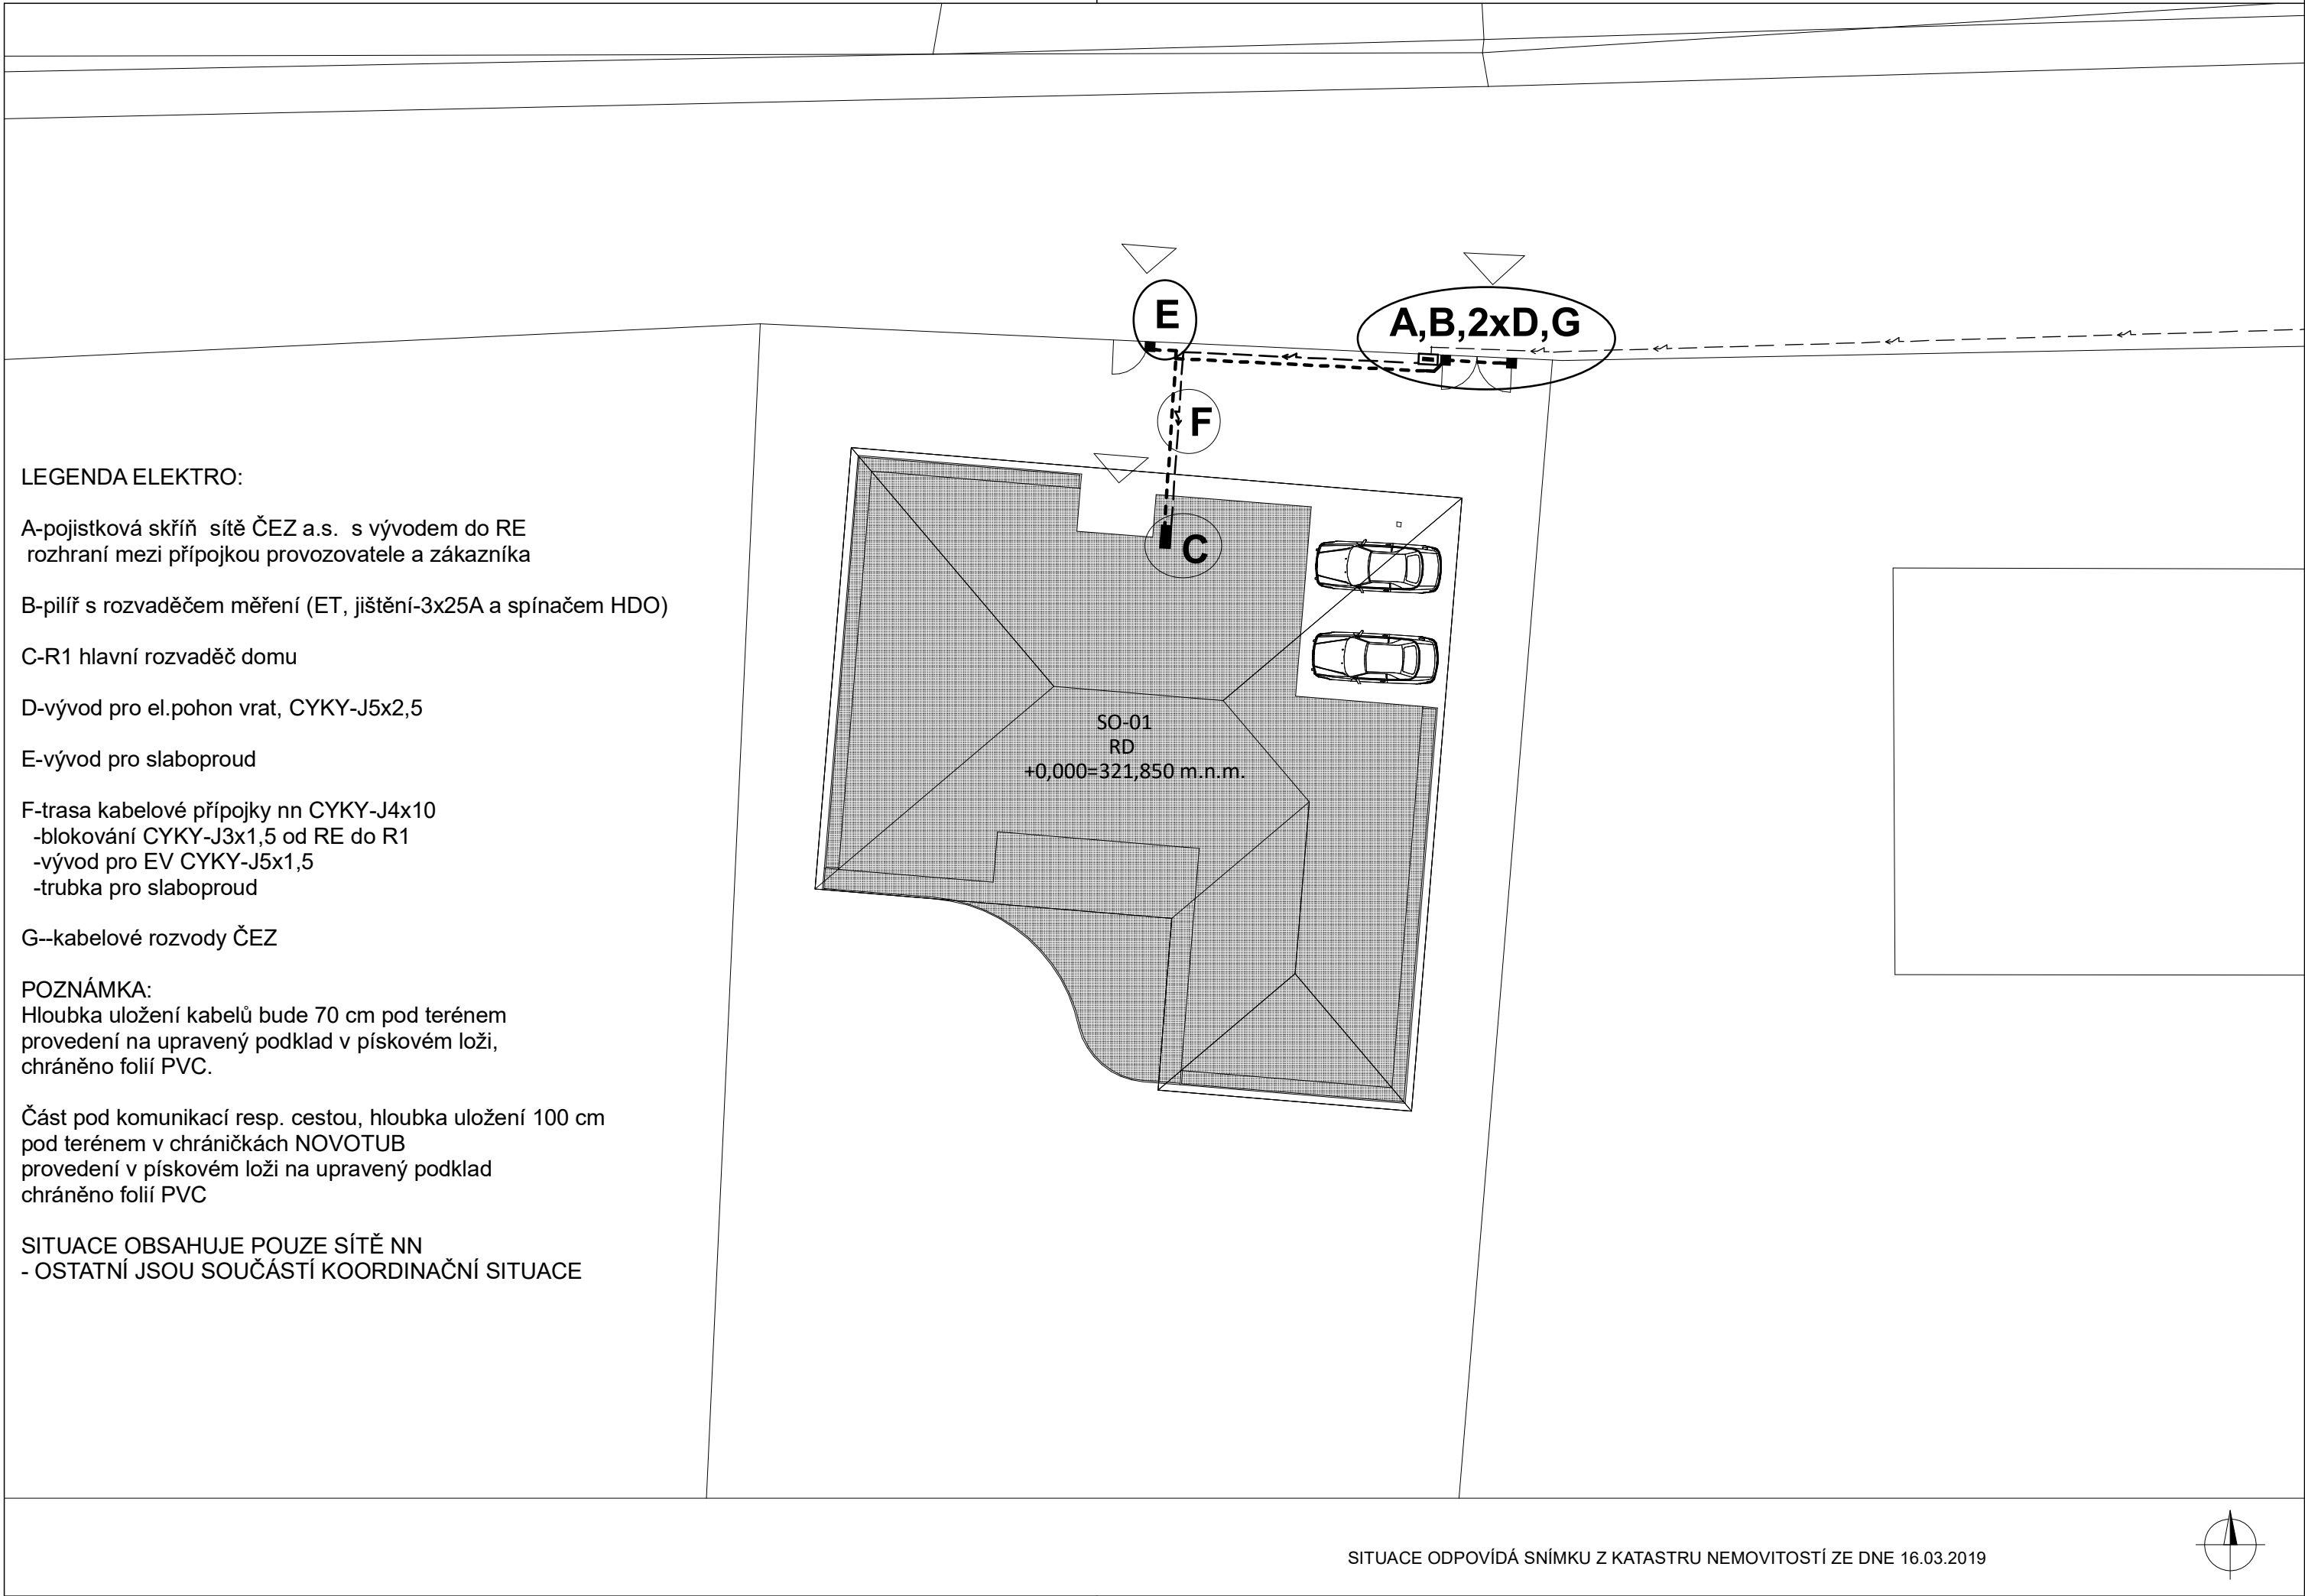 E
A,B,2xD,G
F
C
LEGENDA ELEKTRO:
A-pojistková skříň sítě ČEZ a.s. s vývodem do RE
rozhraní mezi přípojkou provozovatele a zákazníka
B-pilíř s rozvaděčem měření (ET, jištění-3x25A a spínačem HDO)
C-R1 hlavní rozvaděč domu
D-vývod pro el.pohon vrat, CYKY-J5x2,5
E-vývod pro slaboproud
F-trasa kabelové přípojky nn CYKY-J4x10
-blokování CYKY-J3x1,5 od RE do R1
-vývod pro EV CYKY-J5x1,5
-trubka pro slaboproud
G--kabelové rozvody ČEZ
POZNÁMKA:
Hloubka uložení kabelů bude 70 cm pod terénem
provedení na upravený podklad v pískovém loži,
chráněno folií PVC.
Část pod komunikací resp. cestou, hloubka uložení 100 cm
pod terénem v chráničkách NOVOTUB
provedení v pískovém loži na upravený podklad
chráněno folií PVC
SITUACE OBSAHUJE POUZE SÍTĚ NN
- OSTATNÍ JSOU SOUČÁSTÍ KOORDINAČNÍ SITUACE
SO-01
RD
+0,000=321,850 m.n.m.
SITUACE ODPOVÍDÁ SNÍMKU Z KATASTRU NEMOVITOSTÍ ZE DNE 16.03.2019